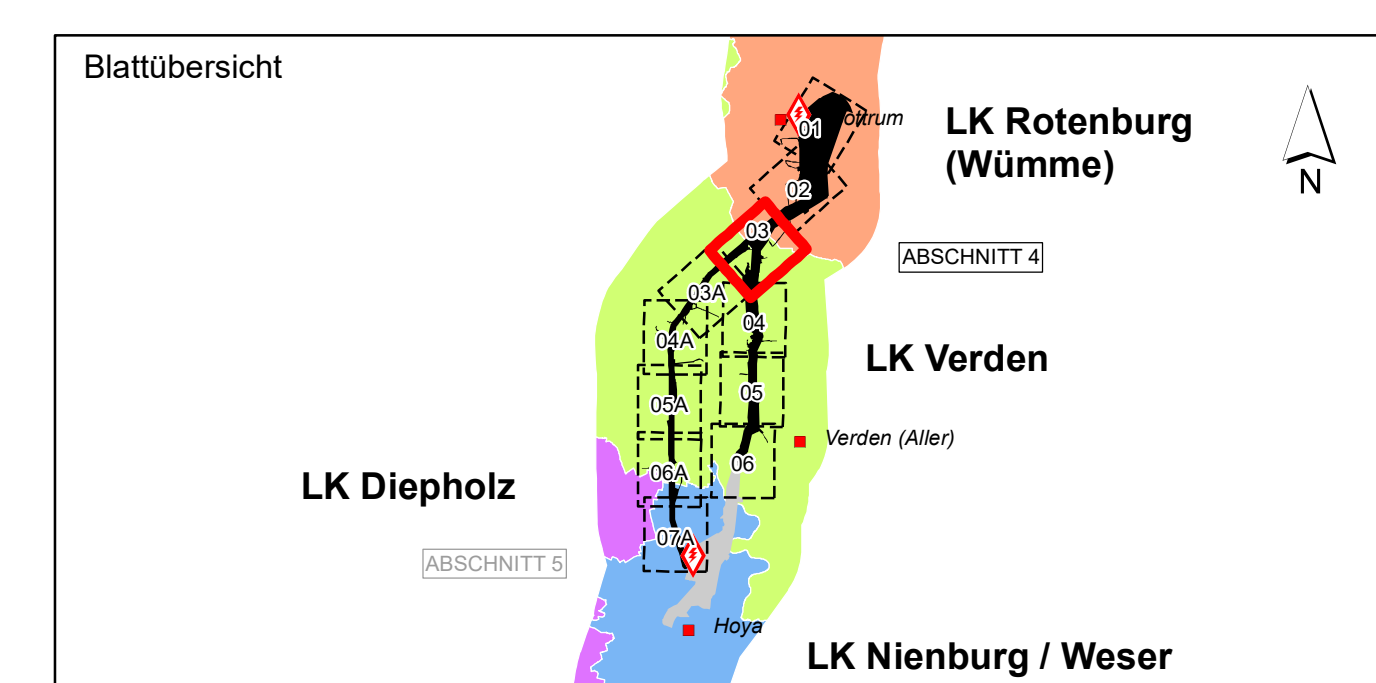 Blattübersicht
01
LK Rotenburg
(Wümme)
N
02
03
ABSCHNITT 4
03A
04
04A
LK Verden
05
05A
Verden (Aller)
06
06A
LK Diepholz
07A
ABSCHNITT 5
Hoya
LK Nienburg / Weser